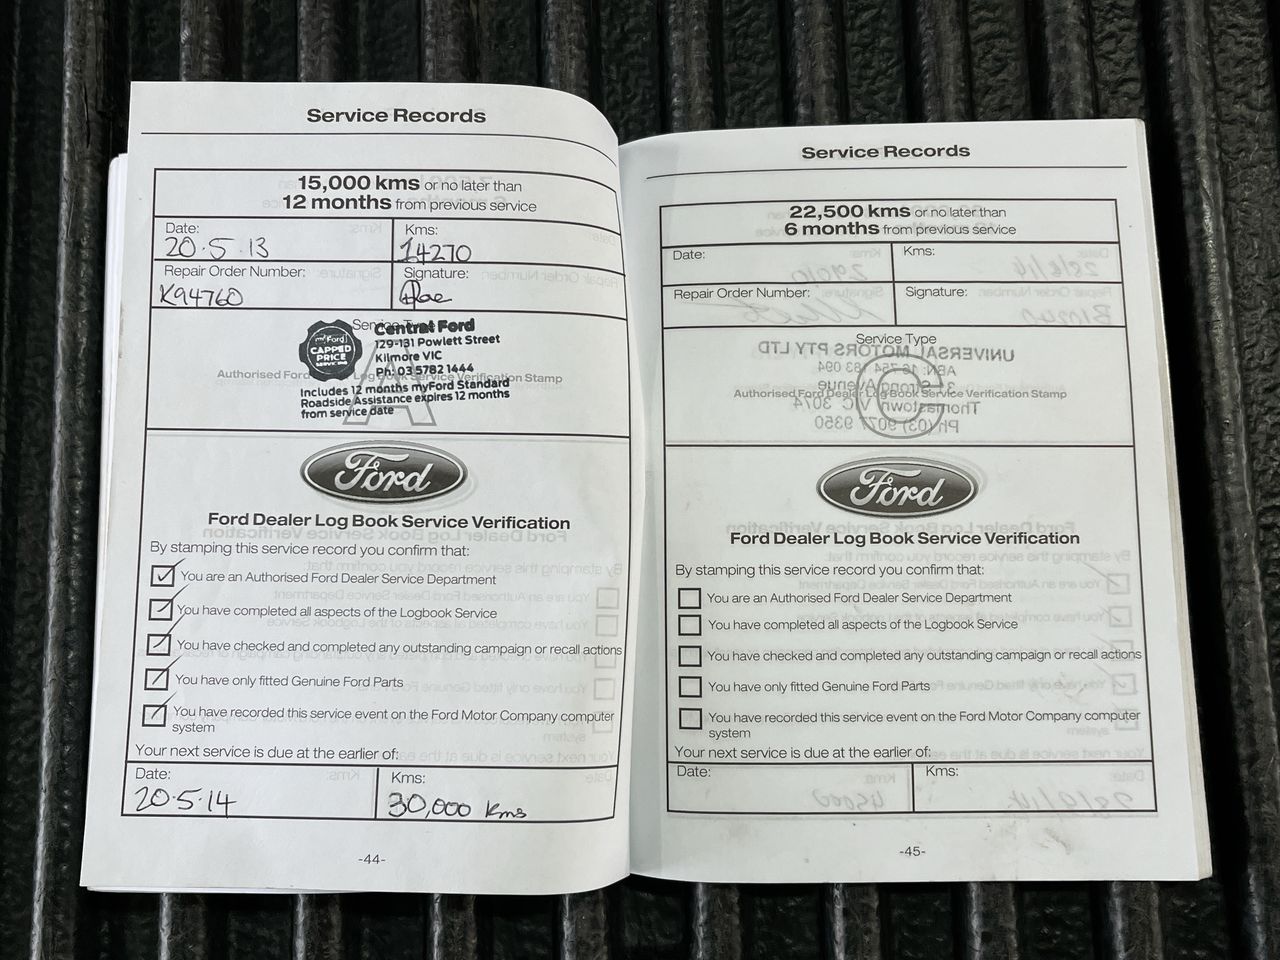 Service Records
15,000 kms or no later than
12 months from previous service
Date:
20.5.13
Kms:
14270
Repair Order Number:
K94760
Signature:
Service Type
my Ford
CAPPED
PRICE
SERVICING
Central Ford
129-131 Powlett Street
Kilmore VIC
Ph: 03 5782 1444
Authorised Ford Dealer Log Book Service Verification Stamp
Includes 12 months myFord Standard
Roadside Assistance expires 12 months
from service date
A
Ford
Ford Dealer Log Book Service Verification
By stamping this service record you confirm that:
You are an Authorised Ford Dealer Service Department
You have completed all aspects of the Logbook Service
You have checked and completed any outstanding campaign or recall actions
You have only fitted Genuine Ford Parts
You have recorded this service event on the Ford Motor Company computer
system
Your next service is due at the earlier of:
Date:
20.5.14
Kms:
30,000 kms
-44-
Service Records
22,500 kms or no later than
6 months from previous service
Date:
Kms:
Repair Order Number:
Signature:
Service Type
Authorised Ford Dealer Log Book Service Verification Stamp
C
Ford
Ford Dealer Log Book Service Verification
By stamping this service record you confirm that:
You are an Authorised Ford Dealer Service Department
You have completed all aspects of the Logbook Service
You have checked and completed any outstanding campaign or recall actions
You have only fitted Genuine Ford Parts
You have recorded this service event on the Ford Motor Company computer
system
Your next service is due at the earlier of:
Date:
Kms:
-45-